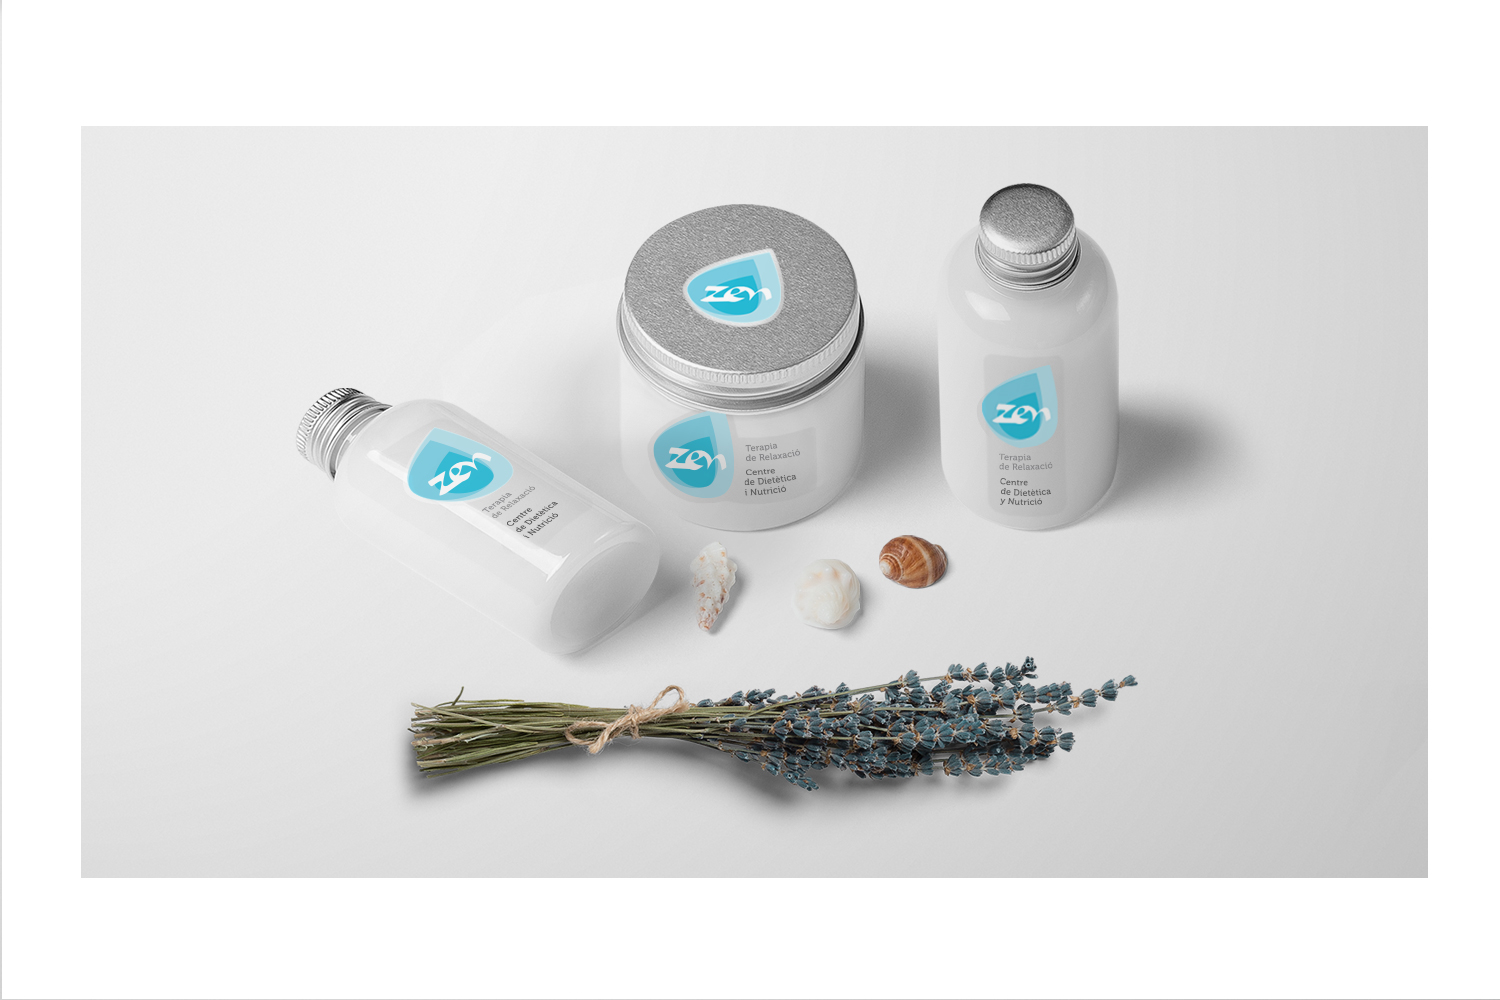 zen
zen
Terapia
de Relaxació
Centre
de Dietètica
i Nutrició
zen
Terapia
de Relaxació
Centre
de Dietètica
y Nutrició
zen
Terapia
de Relaxació
Centre
de Dietètica
i Nutrició